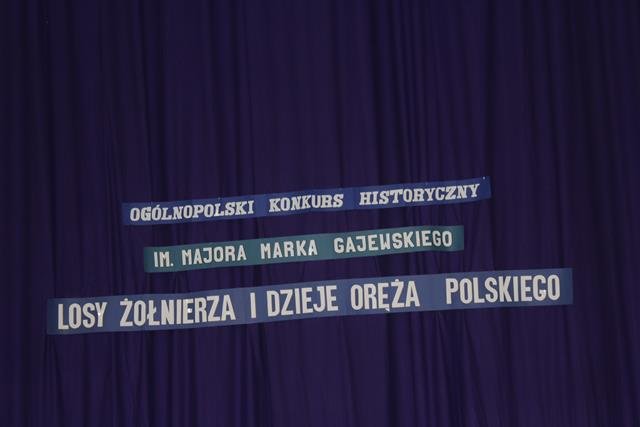 OGÓLNOPOLSKI KONKURS HISTORYCZNY
IM. MAJORA MARKA GAJEWSKIEGO
LOSY ŻOŁNIERZA I DZIEJE ORĘŻA POLSKIEGO